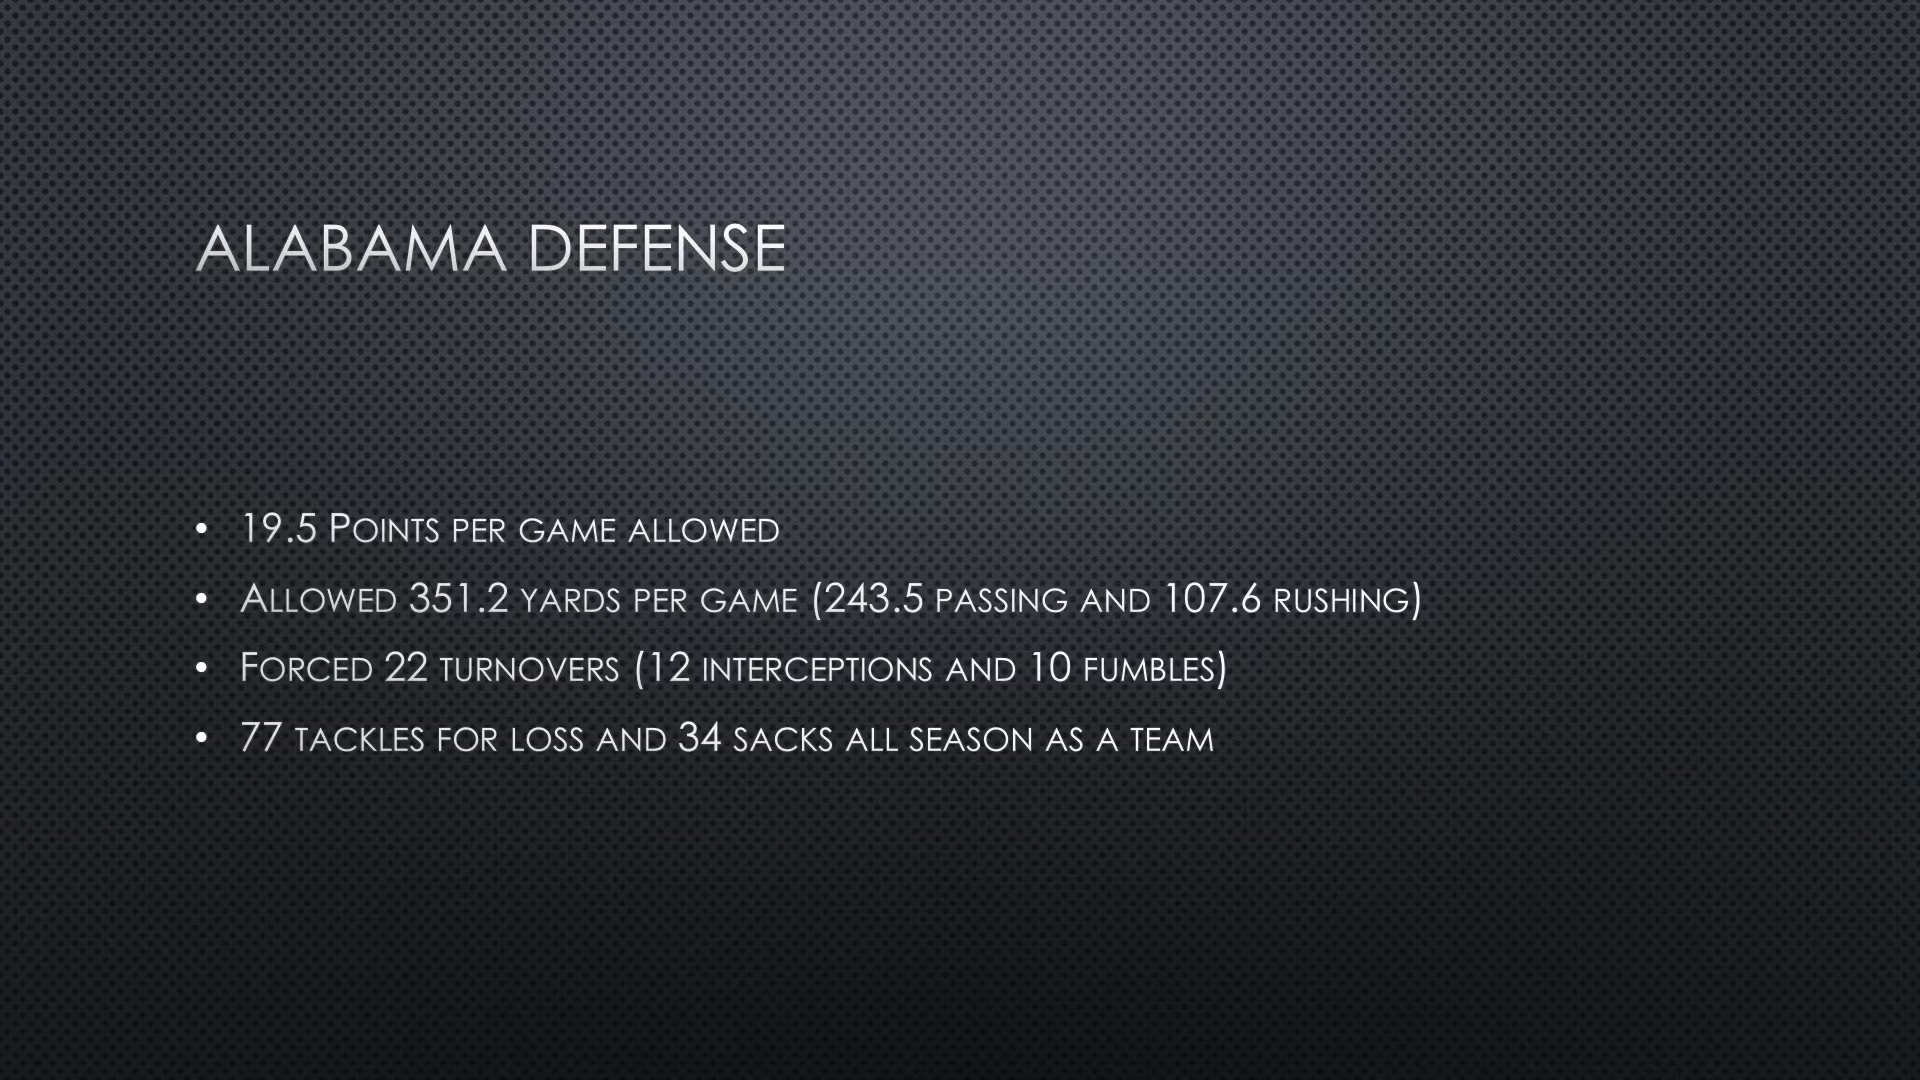 ALABAMA DEFENSE
• 19.5 Points per game allowed
• Allowed 351.2 yards per game (243.5 passing and 107.6 rushing)
• Forced 22 turnovers (12 interceptions and 10 fumbles)
• 77 tackles for loss and 34 sacks all season as a team